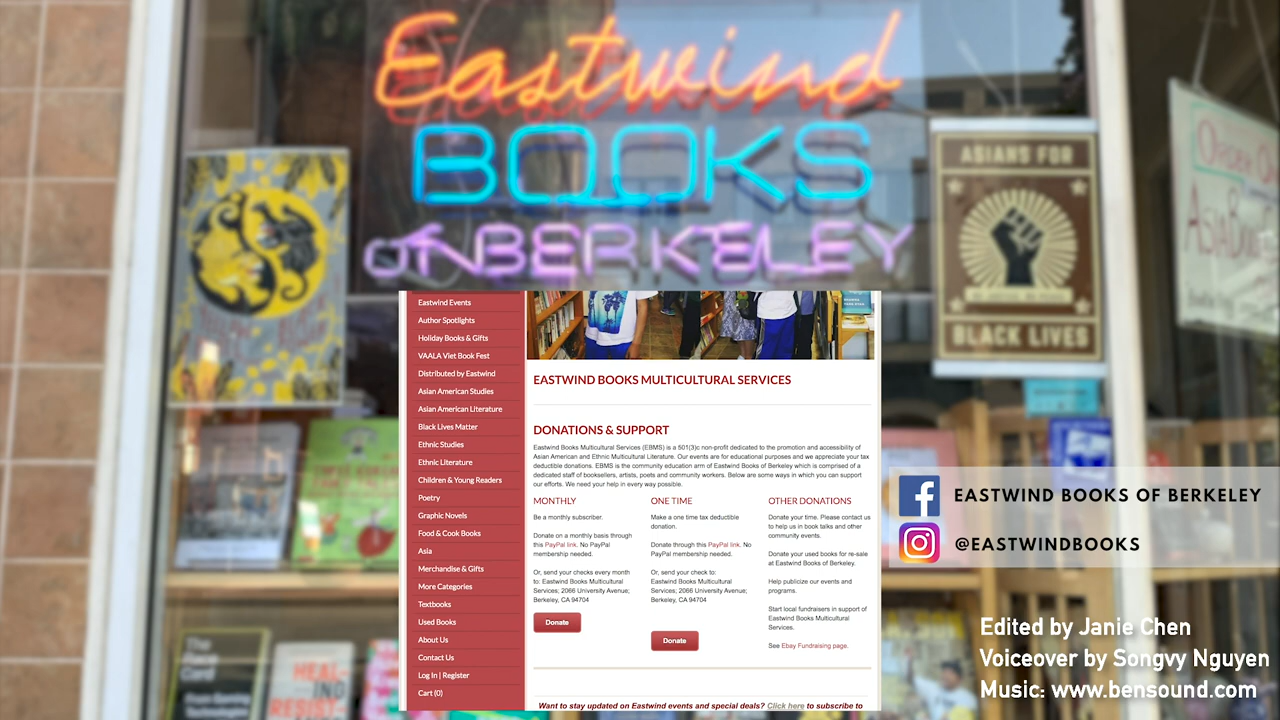 Eastwind
BOOKS
OF BERKELEY
ASIANS FOR
BLACK LIVES
Eastwind Events
Author Spotlights
Holiday Books & Gifts
VAALA Viet Book Fest
Distributed by Eastwind
Asian American Studies
Asian American Literature
Black Lives Matter
Ethnic Studies
Ethnic Literature
Children & Young Readers
Poetry
Graphic Novels
Food & Cook Books
Asia
Merchandise & Gifts
More Categories
Textbooks
Used Books
About Us
Contact Us
Log In | Register
Cart (0)
EASTWIND BOOKS MULTICULTURAL SERVICES
DONATIONS & SUPPORT
Eastwind Books Multicultural Services (EBMS) is a 501(3)c non-profit dedicated to the promotion and accessibility of
Asian American and Ethnic Multicultural Literature. Our events are for educational purposes and we appreciate your tax
deductible donations. EBMS is the community education arm of Eastwind Books of Berkeley which is comprised of a
dedicated staff of booksellers, artists, poets and community workers. Below are some ways in which you can support
our efforts. We need your help in every way possible.
MONTHLY
Be a monthly subscriber.
Donate on a monthly basis through
this PayPal link. No PayPal
membership needed.
Or, send your checks every month
to: Eastwind Books Multicultural
Services; 2066 University Avenue;
Berkeley, CA 94704
Donate
ONE TIME
Make a one time tax deductible
donation.
Donate through this PayPal link. No
PayPal membership needed.
Or, send your check to:
Eastwind Books Multicultural
Services; 2066 University Avenue;
Berkeley, CA 94704
Donate
OTHER DONATIONS
Donate your time. Please contact us
to help us in book talks and other
community events.
Donate your used books for re-sale
at Eastwind Books of Berkeley.
Help publicize our events and
programs.
Start local fundraisers in support of
Eastwind Books Multicultural
Services.
See Ebay Fundraising page.
Want to stay updated on Eastwind events and special deals? Click here to subscribe to
EASTWIND BOOKS OF BERKELEY
@EASTWINDBOOKS
Edited by Janie Chen
Voiceover by Songvy Nguyen
Music: www.bensound.com